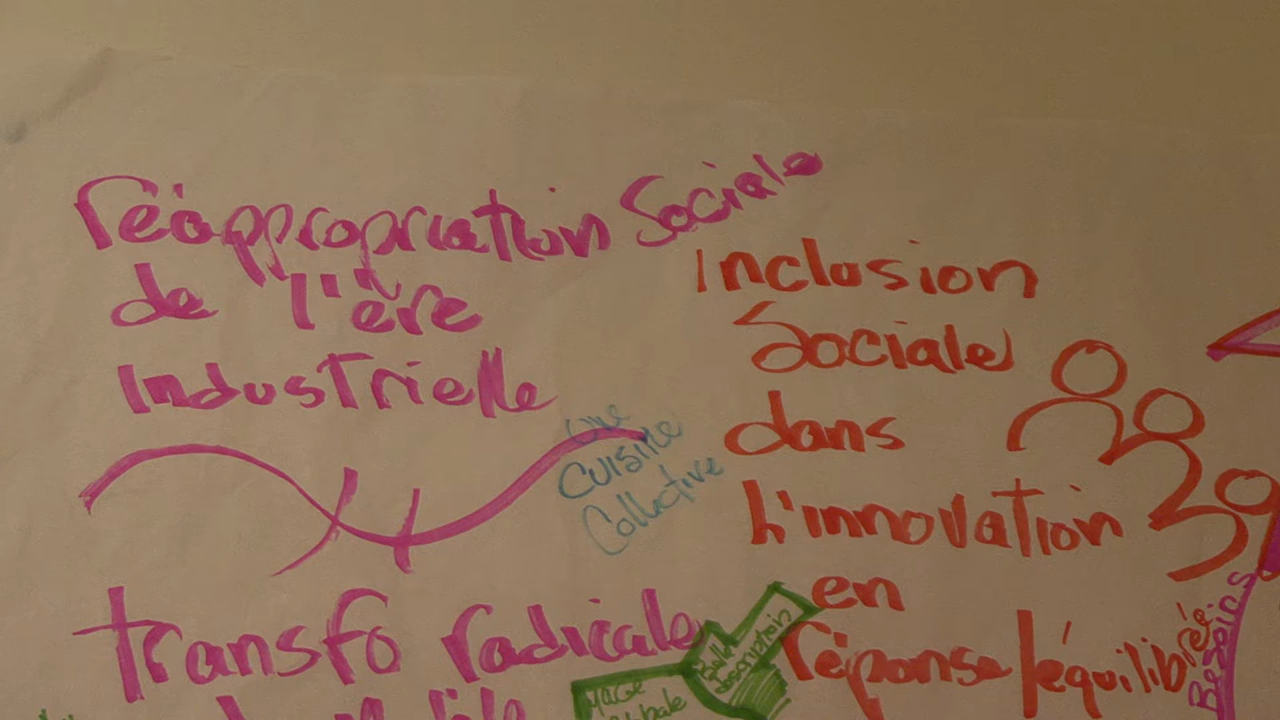 réappropriation Sociale
de l'ère
Industrielle
Une
Cuisine
Collective
Inclusion
Sociale
dans
L'innovation
en
réponse/équilibrée
Besoins
transfo radicale